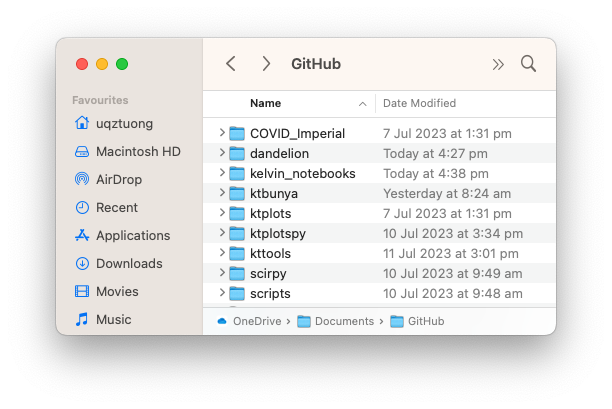 GitHub
Favourites
uqztuong
Macintosh HD
AirDrop
Recent
Applications
Downloads
Movies
Music
Name Date Modified
COVID_Imperial 7 Jul 2023 at 1:31 pm
dandelion Today at 4:27 pm
kelvin_notebooks Today at 4:38 pm
ktbunya Yesterday at 8:24 am
ktplots 7 Jul 2023 at 1:31 pm
ktplotspy 10 Jul 2023 at 3:34 pm
kttools 11 Jul 2023 at 3:01 pm
scirpy 10 Jul 2023 at 9:49 am
scripts 10 Jul 2023 at 9:48 am
OneDrive › Documents › GitHub